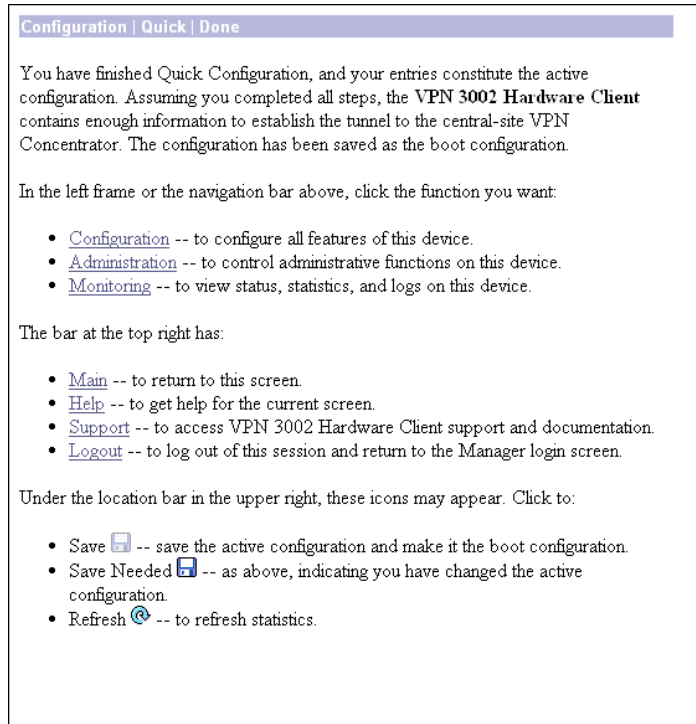 Configuration | Quick | Done
You have finished Quick Configuration, and your entries constitute the active
configuration. Assuming you completed all steps, the VPN 3002 Hardware Client
contains enough information to establish the tunnel to the central-site VPN
Concentrator. The configuration has been saved as the boot configuration.
In the left frame or the navigation bar above, click the function you want:
• Configuration -- to configure all features of this device.
• Administration -- to control administrative functions on this device.
• Monitoring -- to view status, statistics, and logs on this device.
The bar at the top right has:
• Main -- to return to this screen.
• Help -- to get help for the current screen.
• Support -- to access VPN 3002 Hardware Client support and documentation.
• Logout -- to log out of this session and return to the Manager login screen.
Under the location bar in the upper right, these icons may appear. Click to:
• Save -- save the active configuration and make it the boot configuration.
• Save Needed -- as above, indicating you have changed the active
configuration.
• Refresh -- to refresh statistics.